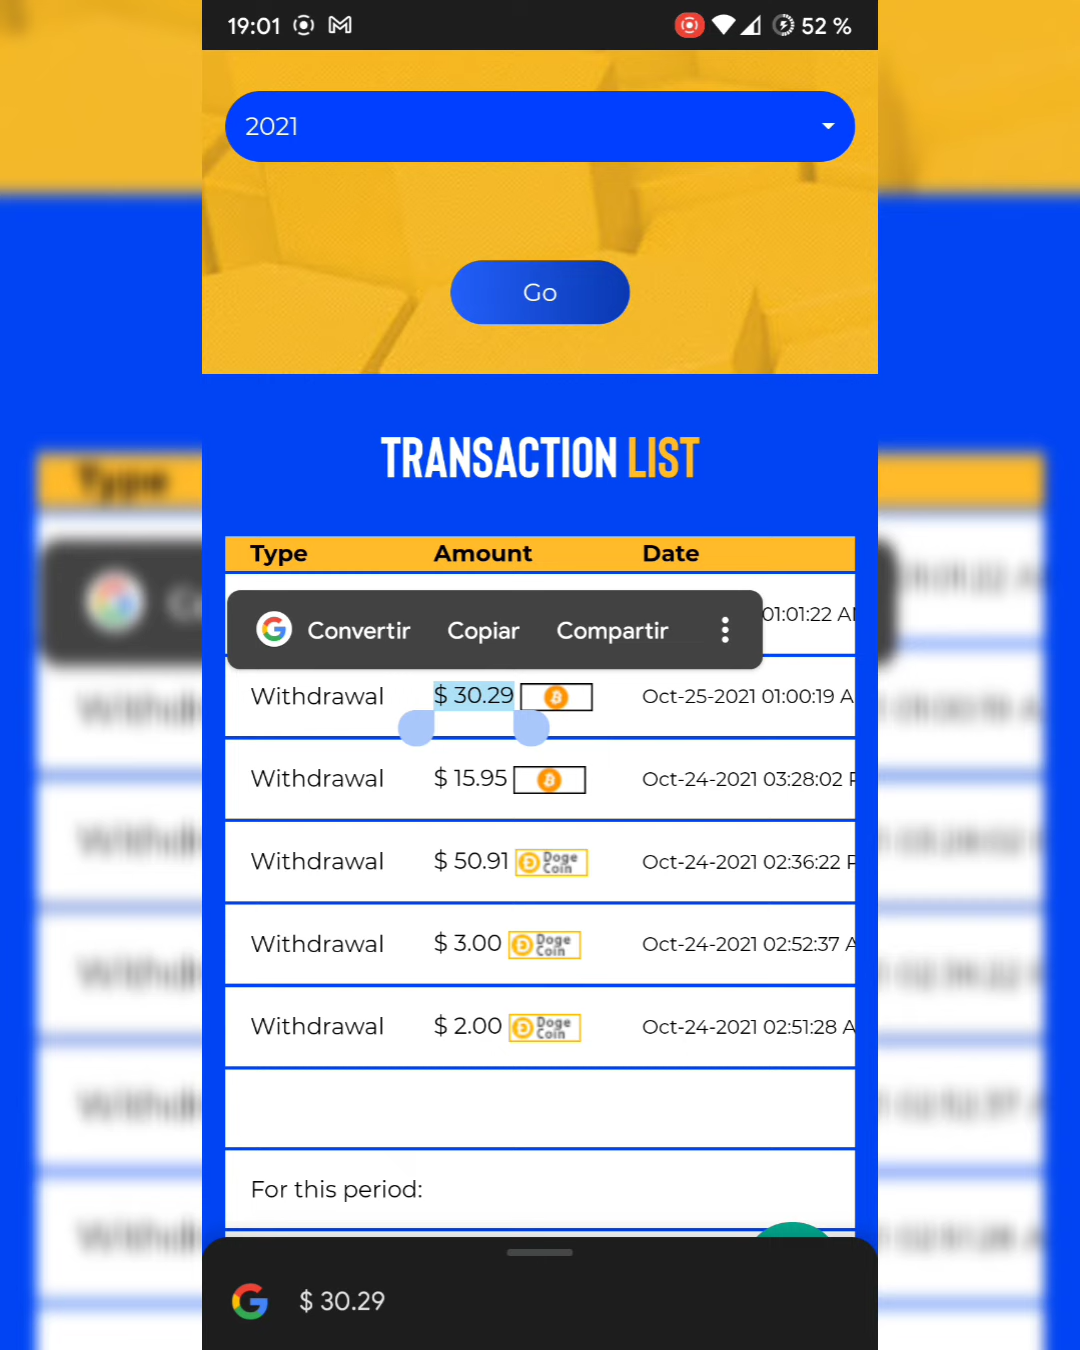 19:01 52 %
2021
Go
TRANSACTION LIST
Type Amount Date
Convertir Copiar Compartir 01:01:22 A
Withdrawal $ 30.29 Oct-25-2021 01:00:19 A
Withdrawal $ 15.95 Oct-24-2021 03:28:02 P
Withdrawal $ 50.91 Doge Coin Oct-24-2021 02:36:22 P
Withdrawal $ 3.00 Doge Coin Oct-24-2021 02:52:37 A
Withdrawal $ 2.00 Doge Coin Oct-24-2021 02:51:28 A
For this period:
$ 30.29